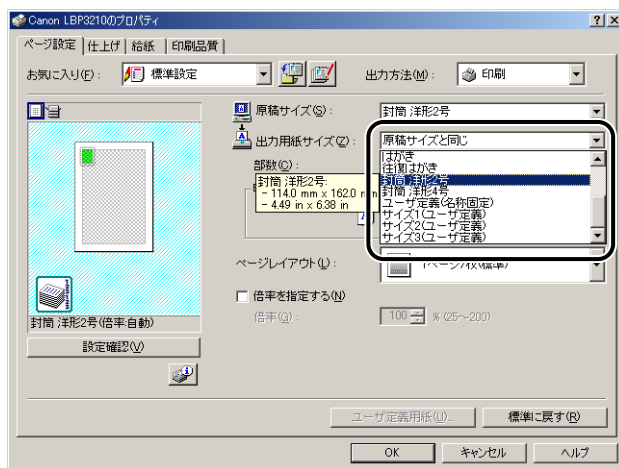 Canon LBP3210のプロパティ
ページ設定 仕上げ 給紙 印刷品質
お気に入り(F): 標準設定 出力方法(M): 印刷
原稿サイズ(S): 封筒 洋形2号
出力用紙サイズ(Z): 原稿サイズと同じ
はがき
往復はがき
封筒 洋形2号
封筒 洋形4号
ユーザ定義(名称固定)
サイズ1(ユーザ定義)
サイズ2(ユーザ定義)
サイズ3(ユーザ定義)
部数(C):
封筒 洋形2号:
- 114.0 mm x 162.0 mm
- 4.49 in x 6.38 in
ページレイアウト(L): 1ページ/枚(標準)
倍率を指定する(N)
倍率(G): 100 % (25～200)
封筒 洋形2号(倍率:自動)
設定確認(V)
ユーザ定義用紙(U)... 標準に戻す(R)
OK キャンセル ヘルプ